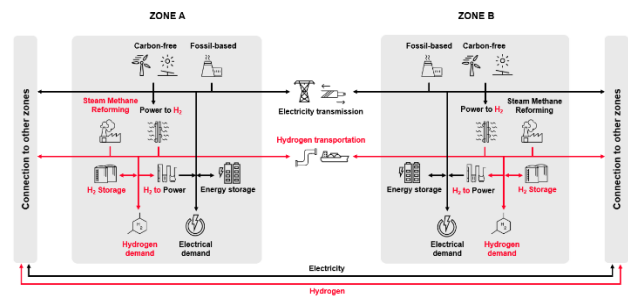 ZONE A
ZONE B
Carbon-free
Fossil-based
Fossil-based
Carbon-free
Steam Methane
Reforming
Power to H₂
Electricity transmission
Power to H₂
Steam Methane
Reforming
Connection to other zones
Hydrogen transportation
Connection to other zones
H₂ Storage
H₂ to Power
Energy storage
Energy storage
H₂ to Power
H₂ Storage
Hydrogen
demand
Electrical
demand
Electrical
demand
Hydrogen
demand
Electricity
Hydrogen